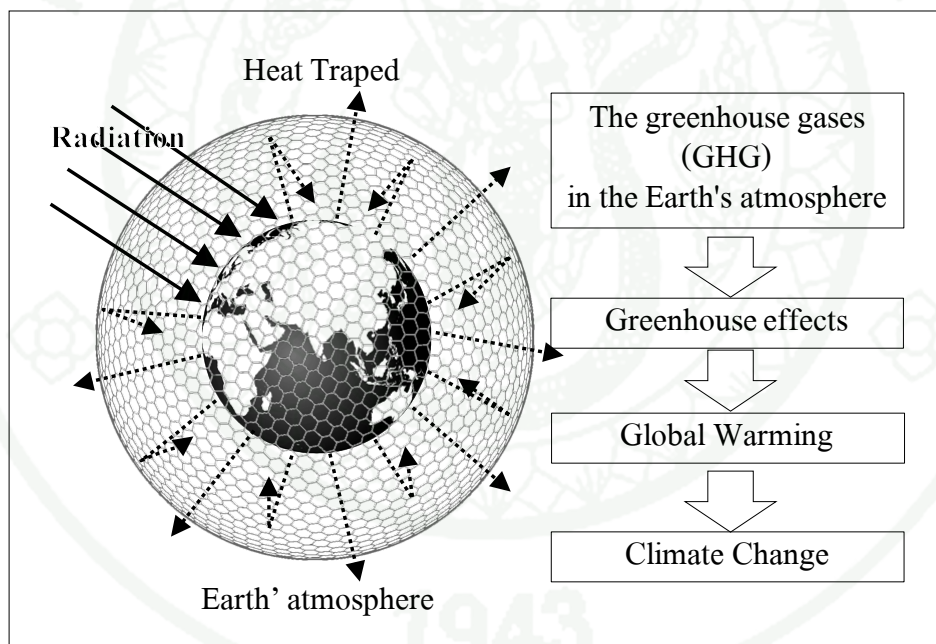 Heat Traped
Radiation
Earth’ atmosphere
The greenhouse gases
(GHG)
in the Earth's atmosphere
Greenhouse effects
Global Warming
Climate Change
1943